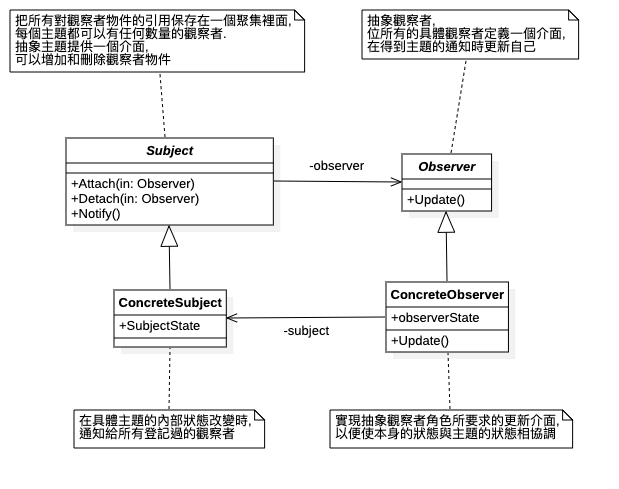 把所有對觀察者物件的引用保存在一個聚集裡面,
每個主題都可以有任何數量的觀察者.
抽象主題提供一個介面,
可以增加和刪除觀察者物件
抽象觀察者,
位所有的具體觀察者定義一個介面,
在得到主題的通知時更新自己
Subject
+Attach(in: Observer)
+Detach(in: Observer)
+Notify()
-observer
Observer
+Update()
ConcreteSubject
+SubjectState
-subject
ConcreteObserver
+observerState
+Update()
在具體主題的內部狀態改變時,
通知給所有登記過的觀察者
實現抽象觀察者角色所要求的更新介面,
以便使本身的狀態與主題的狀態相協調